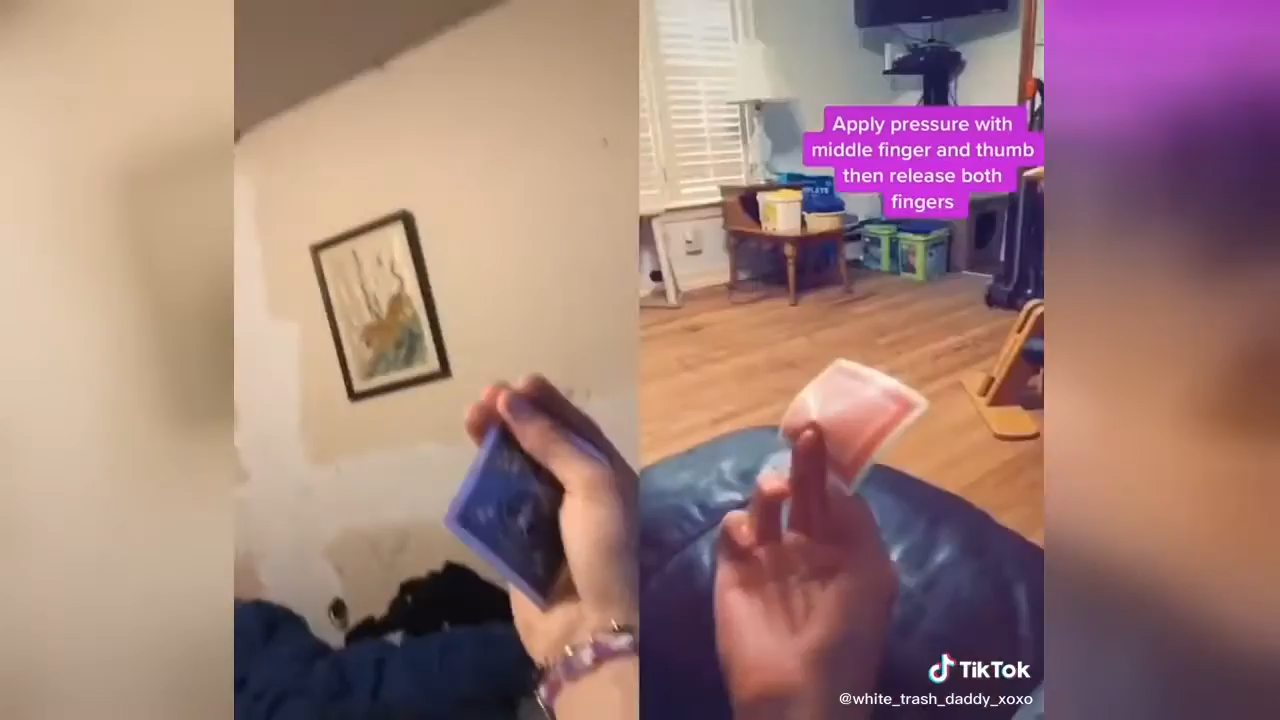 Apply pressure with
middle finger and thumb
then release both
fingers
TikTok
@white_trash_daddy_xoxo